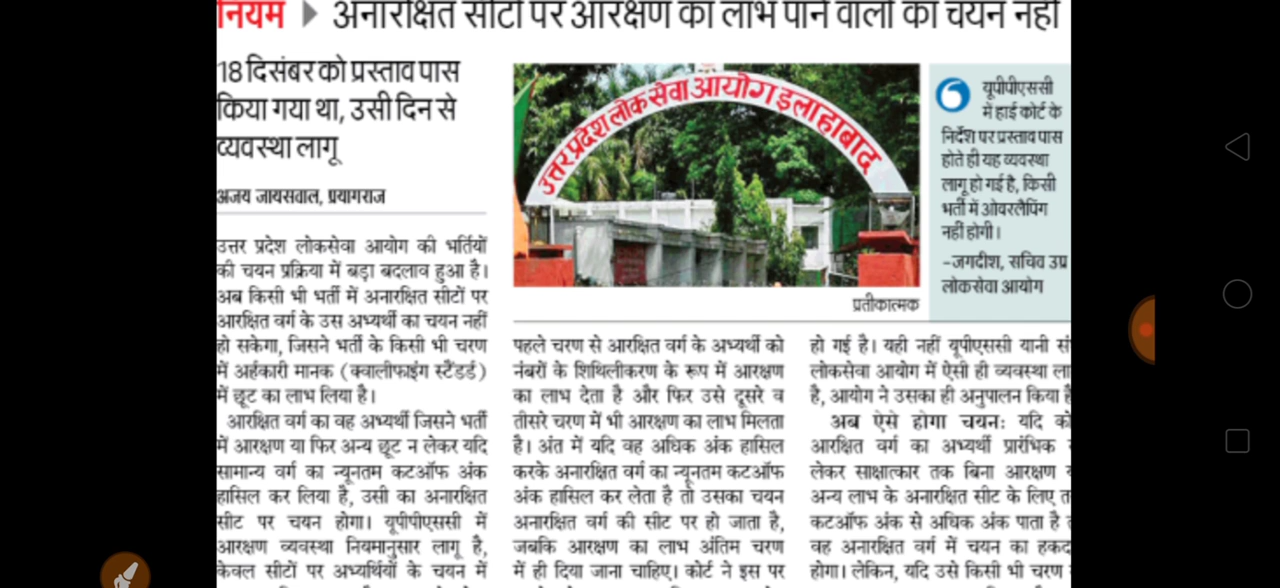 नियम ▶ अनारक्षित सीटों पर आरक्षण का लाभ पाने वालों का चयन नहीं
18 दिसंबर को प्रस्ताव पास
किया गया था, उसी दिन से
व्यवस्था लागू
अजय जायसवाल, प्रयागराज
उत्तर प्रदेश लोकसेवा आयोग की भर्तियों
की चयन प्रक्रिया में बड़ा बदलाव हुआ है।
अब किसी भी भर्ती में अनारक्षित सीटों पर
आरक्षित वर्ग के उस अभ्यर्थी का चयन नहीं
हो सकेगा, जिसने भर्ती के किसी भी चरण
में अर्हकारी मानक (क्वालीफाइंग स्टैंडर्ड)
में छूट का लाभ लिया है।
आरक्षित वर्ग का वह अभ्यर्थी जिसने भर्ती
में आरक्षण या फिर अन्य छूट न लेकर यदि
सामान्य वर्ग का न्यूनतम कटऑफ अंक
हासिल कर लिया है, उसी का अनारक्षित
सीट पर चयन होगा। यूपीपीएससी में
आरक्षण व्यवस्था नियमानुसार लागू है,
केवल सीटों पर अभ्यर्थियों के चयन में
उत्तर प्रदेश लोक सेवा आयोग इलाहाबाद
प्रतीकात्मक
यूपीपीएससी
में हाई कोर्ट के
निर्देश पर प्रस्ताव पास
होते ही यह व्यवस्था
लागू हो गई है, किसी
भर्ती में ओवरलैपिंग
नहीं होगी।
-जगदीश, सचिव उप्र
लोकसेवा आयोग
पहले चरण से आरक्षित वर्ग के अभ्यर्थी को
नंबरों के शिथिलीकरण के रूप में आरक्षण
का लाभ देता है और फिर उसे दूसरे व
तीसरे चरण में भी आरक्षण का लाभ मिलता
है। अंत में यदि वह अधिक अंक हासिल
करके अनारक्षित वर्ग का न्यूनतम कटऑफ
अंक हासिल कर लेता है तो उसका चयन
अनारक्षित वर्ग की सीट पर हो जाता है,
जबकि आरक्षण का लाभ अंतिम चरण
में ही दिया जाना चाहिए। कोर्ट ने इस पर
हो गई है। यही नहीं यूपीएससी यानी
लोकसेवा आयोग में ऐसी ही व्यवस्था
है, आयोग ने उसका ही अनुपालन किया
अब ऐसे होगा चयन: यदि
आरक्षित वर्ग का अभ्यर्थी प्रारंभिक
लेकर साक्षात्कार तक बिना आरक्षण
अन्य लाभ के अनारक्षित सीट के लिए
कटऑफ अंक से अधिक अंक पाता है
वह अनारक्षित वर्ग में चयन का
होगा। लेकिन, यदि उसे किसी भी चरण